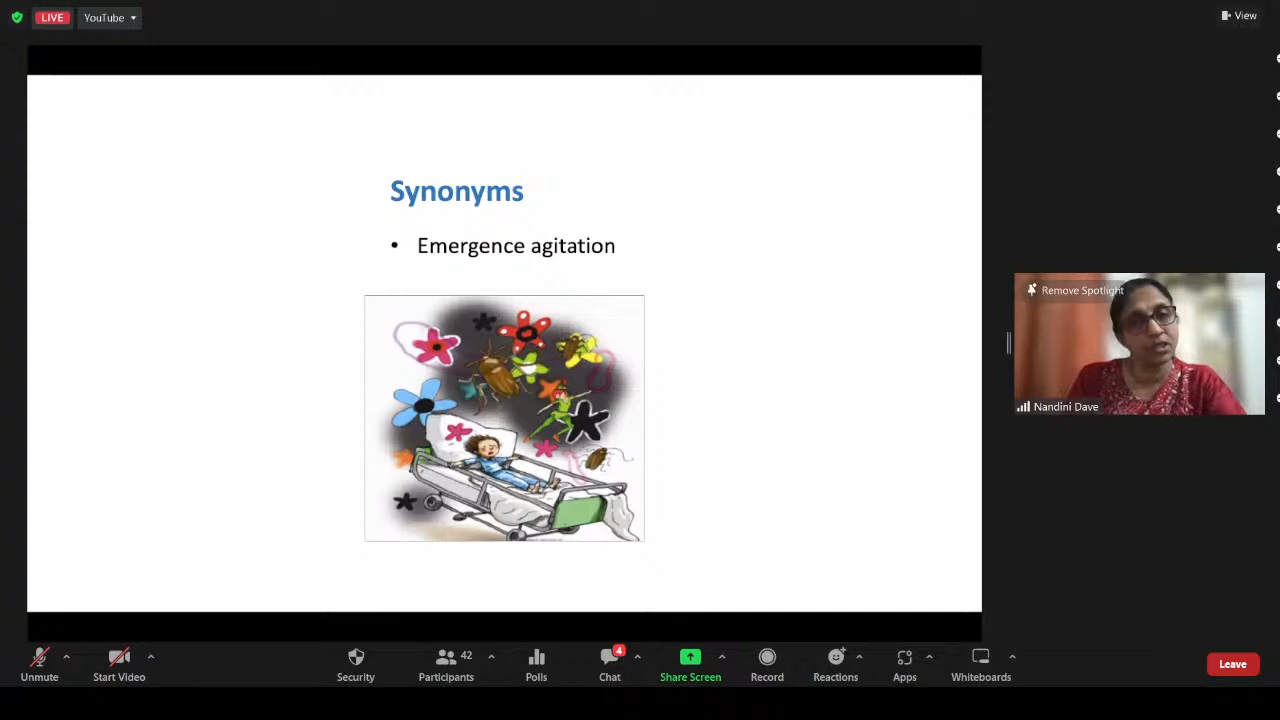 LIVE
YouTube
View
Synonyms
• Emergence agitation
Remove Spotlight
Nandini Dave
Unmute
Start Video
Security
42
Participants
Polls
4
Chat
Share Screen
Record
Reactions
Apps
Whiteboards
Leave